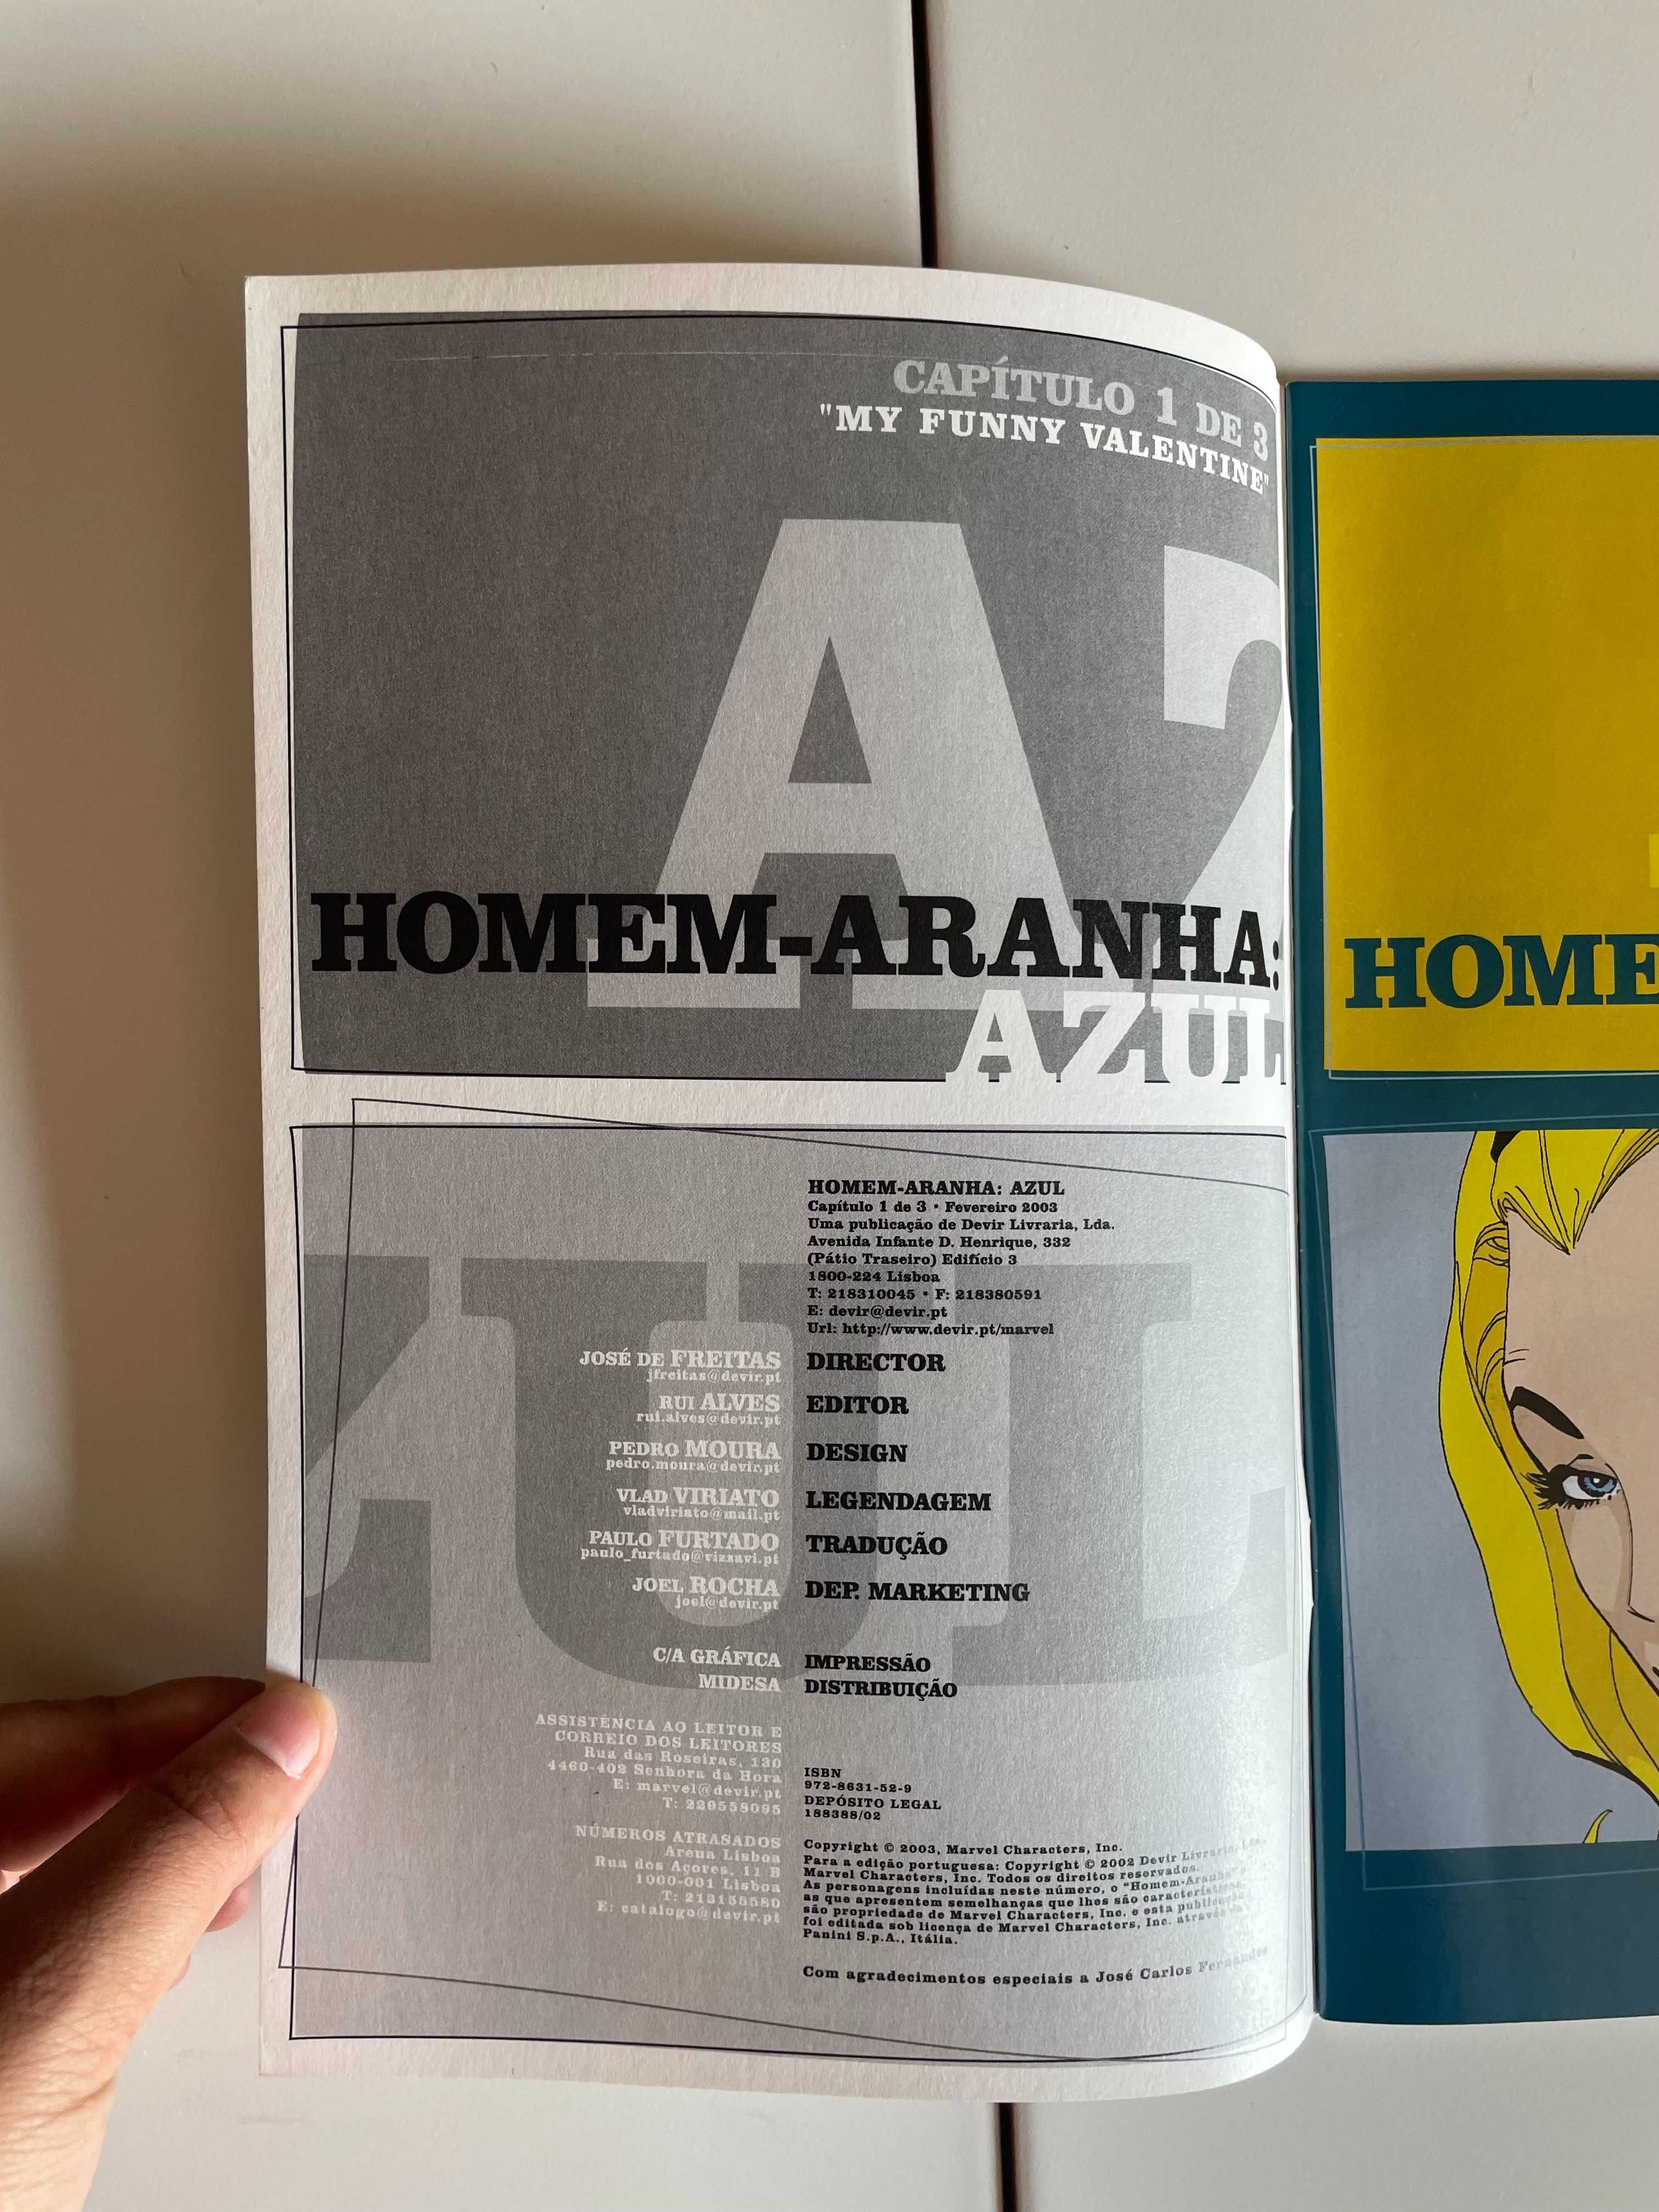 CAPÍTULO 1 DE 3
"MY FUNNY VALENTINE"
HOMEM-ARANHA:
AZUL
HOMEM-ARANHA: AZUL
Capítulo 1 de 3 • Fevereiro 2003
Uma publicação de Devir Livraria, Lda.
Avenida Infante D. Henrique, 332
(Pátio Traseiro) Edifício 3
1800-224 Lisboa
T: 218310045 • F: 218380591
E: devir@devir.pt
Url: http://www.devir.pt/marvel
JOSÉ DE FREITAS DIRECTOR
jfreitas@devir.pt
RUI ALVES EDITOR
rui.alves@devir.pt
PEDRO MOURA DESIGN
pedro.moura@devir.pt
VLAD VIRIATO LEGENDAGEM
vladviriato@mail.pt
PAULO FURTADO TRADUÇÃO
paulo_furtado@vizzavi.pt
JOEL ROCHA DEP. MARKETING
joel@devir.pt
C/A GRÁFICA IMPRESSÃO
MIDESA DISTRIBUIÇÃO
ASSISTÊNCIA AO LEITOR E
CORREIO DOS LEITORES
Rua das Roseiras, 130
4460-402 Senhora da Hora
E: marvel@devir.pt
T: 229559095
NÚMEROS ATRASADOS
Arena Lisboa
Rua dos Açores, 11 B
1000-001 Lisboa
T: 213155580
E: catalogo@devir.pt
ISBN
972-8631-52-9
DEPÓSITO LEGAL
188388/02
Copyright © 2003, Marvel Characters, Inc.
Para a edição portuguesa: Copyright © 2002 Devir Livraria, Lda.
Marvel Characters, Inc. Todos os direitos reservados.
As personagens incluídas neste número, o "Homem-Aranha"
as que apresentem semelhanças que lhes são características
são propriedade de Marvel Characters, Inc. e esta publicação
foi editada sob licença de Marvel Characters, Inc. através
Panini S.p.A., Itália.
Com agradecimentos especiais a José Carlos Fernandes
HOME